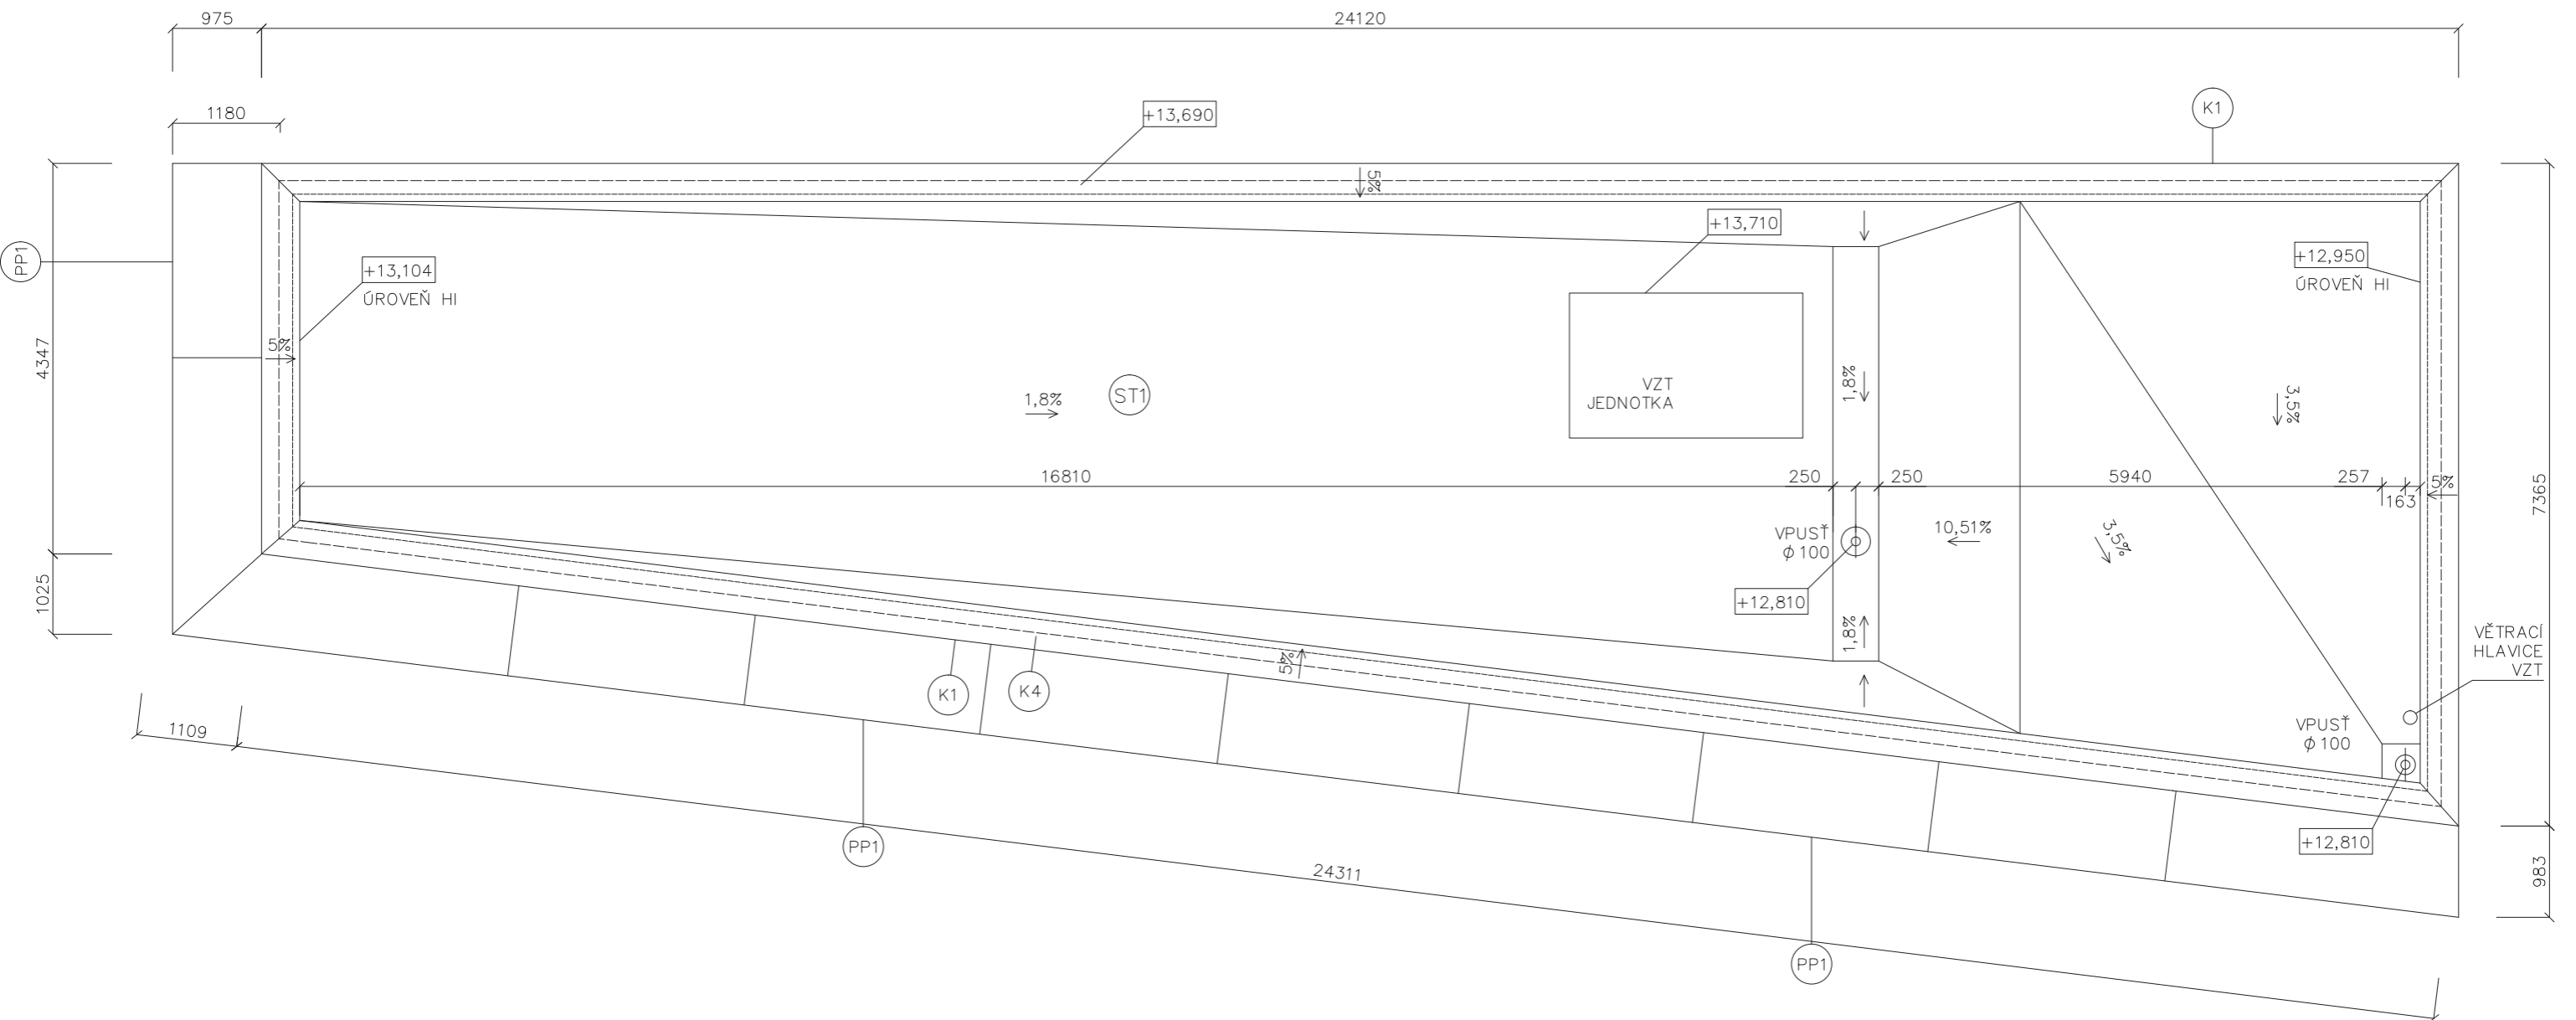 975
24120
1180
+13,690
K1
5%
+13,710
PP1
+13,104
ÚROVEŇ HI
+12,950
ÚROVEŇ HI
4347
5%
1,8%
ST1
VZT
JEDNOTKA
1,8%
3,5%
16810
250
250
5940
257
163
5%
7365
VPUSŤ
ϕ 100
10,51%
3,5%
+12,810
1025
1,8%
5%
K1
K4
VĚTRACÍ
HLAVICE
VZT
VPUSŤ
ϕ 100
1109
PP1
24311
+12,810
983
PP1